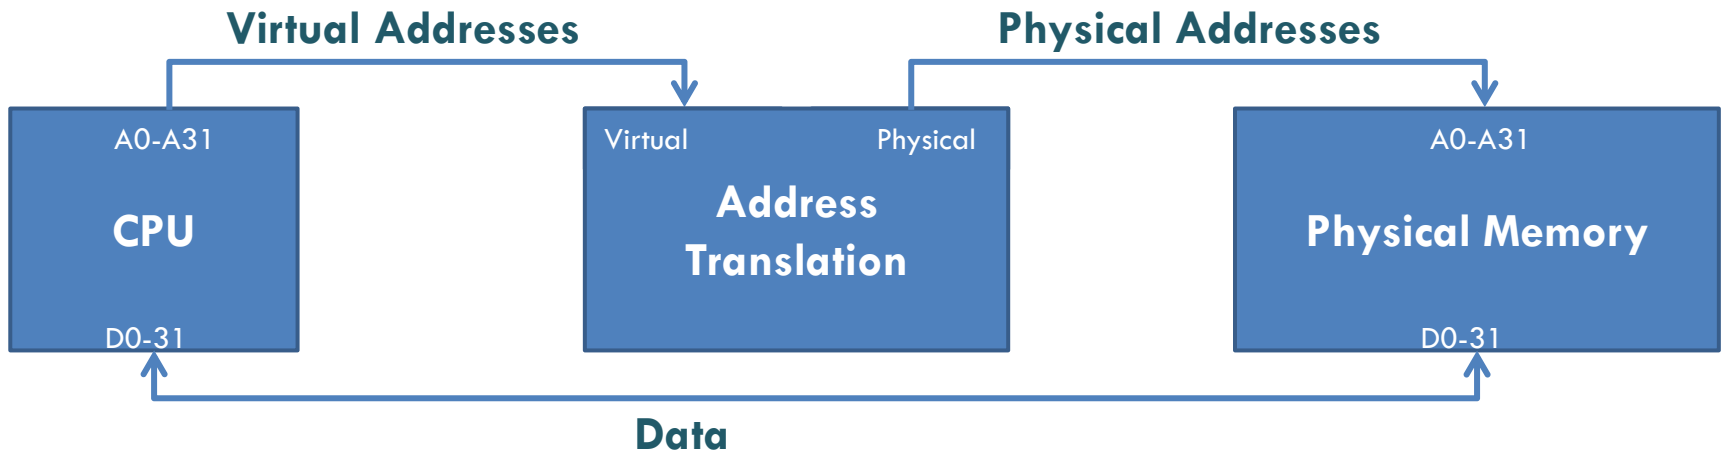 Virtual Addresses
Physical Addresses
A0-A31
CPU
D0-31
Virtual
Physical
Address
Translation
A0-A31
Physical Memory
D0-31
Data